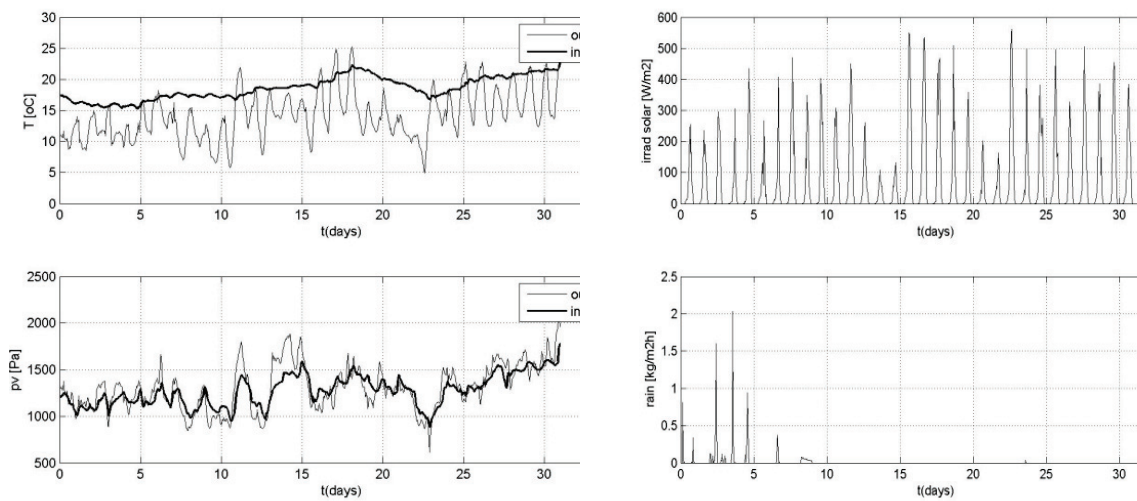 30
25
20
15
10
5
0
T [oC]
0 5 10 15 20 25 30
t(days)
ou
in
600
500
400
300
200
100
0
irrad solar [W/m2]
0 5 10 15 20 25 30
t(days)
2500
2000
1500
1000
500
pv [Pa]
0 5 10 15 20 25 30
t(days)
ou
in
2.5
2
1.5
1
0.5
0
rain [kg/m2h]
0 5 10 15 20 25 30
t(days)